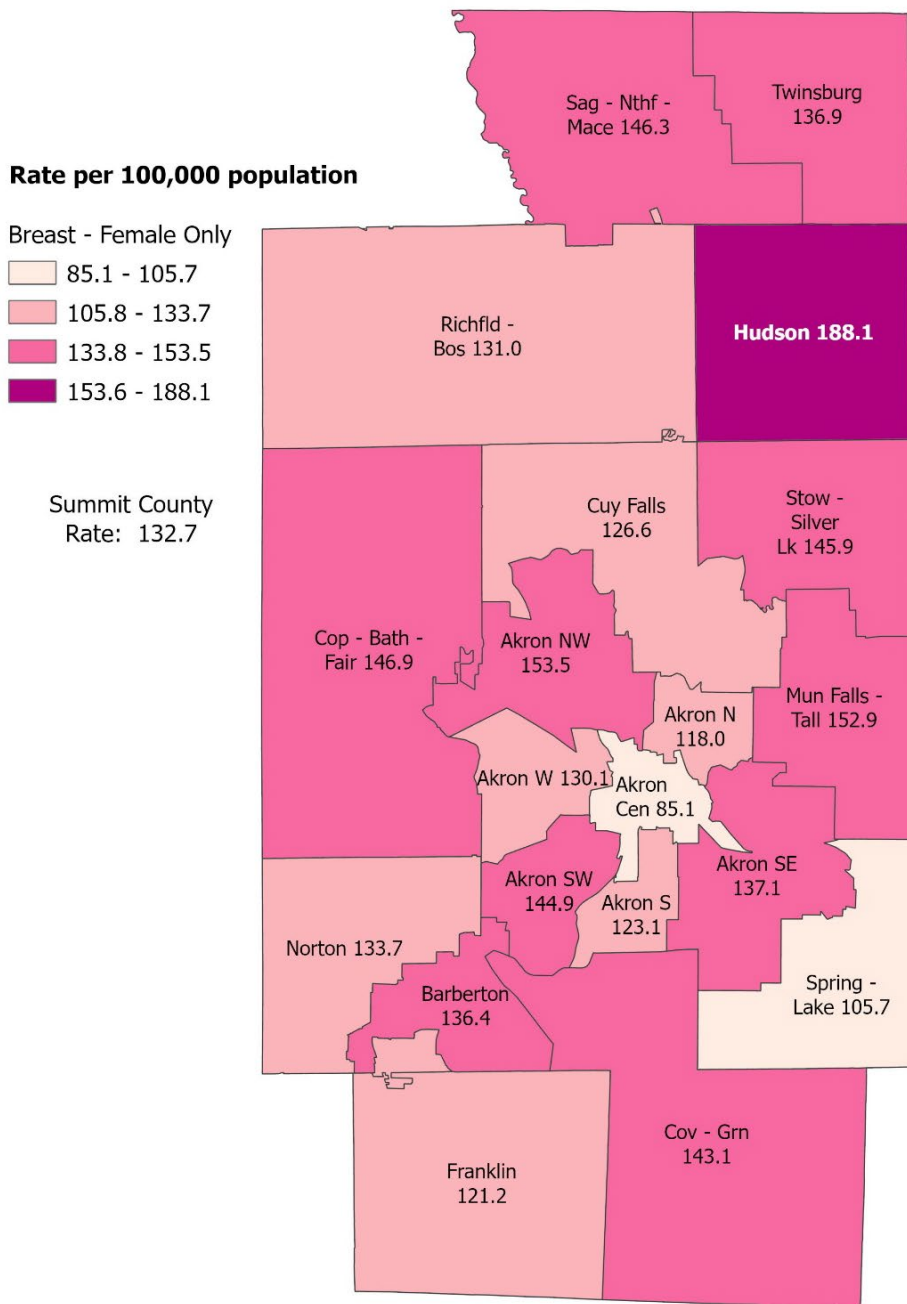 Sag - Nthf -
Mace 146.3
Twinsburg
136.9
Rate per 100,000 population
Breast - Female Only
85.1 - 105.7
105.8 - 133.7
133.8 - 153.5
153.6 - 188.1
Richfld -
Bos 131.0
Hudson 188.1
Summit County
Rate: 132.7
Cuy Falls
126.6
Stow -
Silver
Lk 145.9
Cop - Bath -
Fair 146.9
Akron NW
153.5
Mun Falls -
Tall 152.9
Akron N
118.0
Akron W 130.1
Akron
Cen 85.1
Akron SW
144.9
Akron S
123.1
Akron SE
137.1
Norton 133.7
Barberton
136.4
Spring -
Lake 105.7
Cov - Grn
143.1
Franklin
121.2